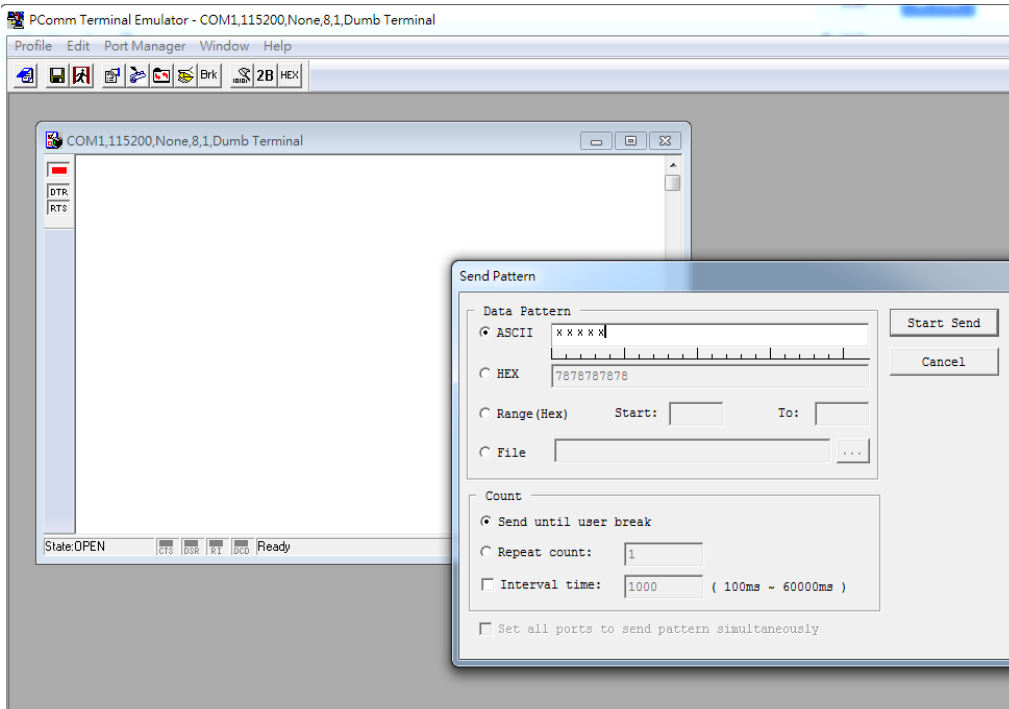 PComm Terminal Emulator - COM1,115200,None,8,1,Dumb Terminal
Profile Edit Port Manager Window Help
Brk 2B HEX
COM1,115200,None,8,1,Dumb Terminal
DTR
RTS
Send Pattern
Data Pattern
ASCII xxxxx
Start Send
HEX 7878787878
Cancel
Range(Hex) Start: To:
File ...
Count
Send until user break
Repeat count: 1
Interval time: 1000 ( 100ms ~ 60000ms )
Set all ports to send pattern simultaneously
State:OPEN CTS DSR RI DCD Ready